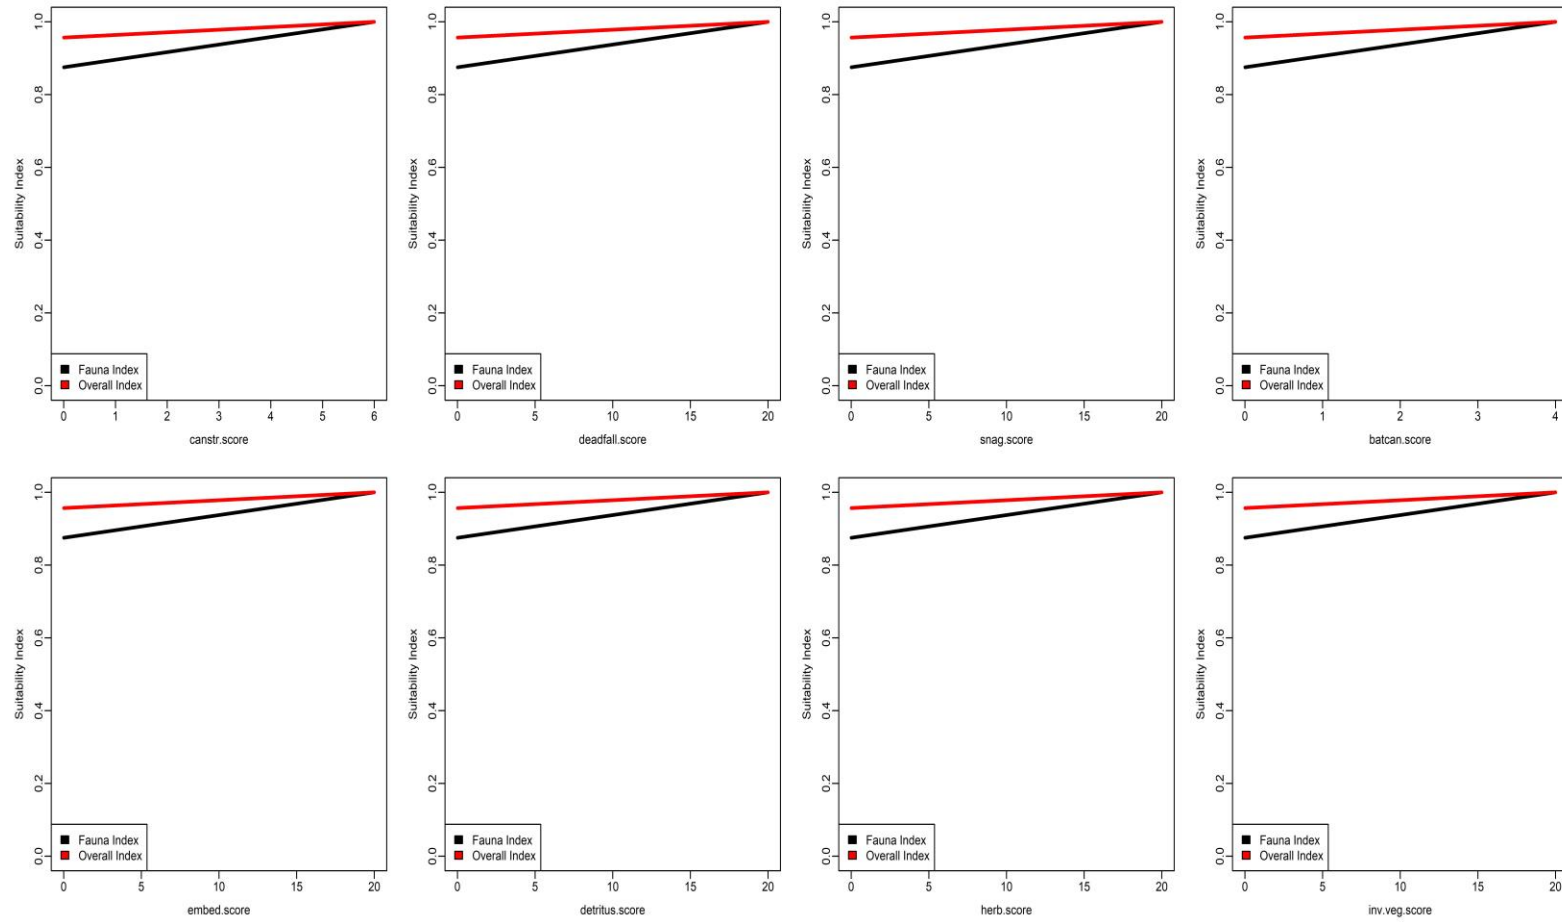 Suitability Index
1.0
0.8
0.6
0.4
0.2
0.0
Fauna Index
Overall Index
0 1 2 3 4 5 6
canstr.score
Suitability Index
1.0
0.8
0.6
0.4
0.2
0.0
Fauna Index
Overall Index
0 5 10 15 20
deadfall.score
Suitability Index
1.0
0.8
0.6
0.4
0.2
0.0
Fauna Index
Overall Index
0 5 10 15 20
snag.score
Suitability Index
1.0
0.8
0.6
0.4
0.2
0.0
Fauna Index
Overall Index
0 1 2 3 4
batcan.score
Suitability Index
1.0
0.8
0.6
0.4
0.2
0.0
Fauna Index
Overall Index
0 5 10 15 20
embed.score
Suitability Index
1.0
0.8
0.6
0.4
0.2
0.0
Fauna Index
Overall Index
0 5 10 15 20
detritus.score
Suitability Index
1.0
0.8
0.6
0.4
0.2
0.0
Fauna Index
Overall Index
0 5 10 15 20
herb.score
Suitability Index
1.0
0.8
0.6
0.4
0.2
0.0
Fauna Index
Overall Index
0 5 10 15 20
inv.veg.score